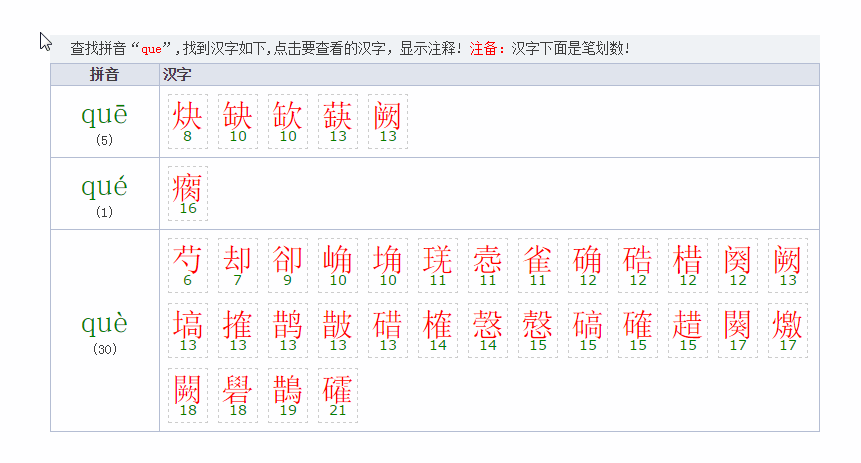 查找拼音“que”,找到汉字如下,点击要查看的汉字，显示注释! 注备：汉字下面是笔划数!
拼音 汉字
quē 炔 缺 缼 蒛 阙
(5) 8 10 10 13 13
qué 瘸
(1) 16
què 芍 却 卻 崅 埆 琷 悫 雀 确 硞 棤 阕 阙
(30) 6 7 9 10 10 11 11 11 12 12 12 12 13
塙 搉 鹊 皵 碏 榷 愨 慤 碻 確 趞 闋 燩
13 13 13 13 13 14 14 15 15 15 15 17 17
闕 礐 鵲 礭
18 18 19 21